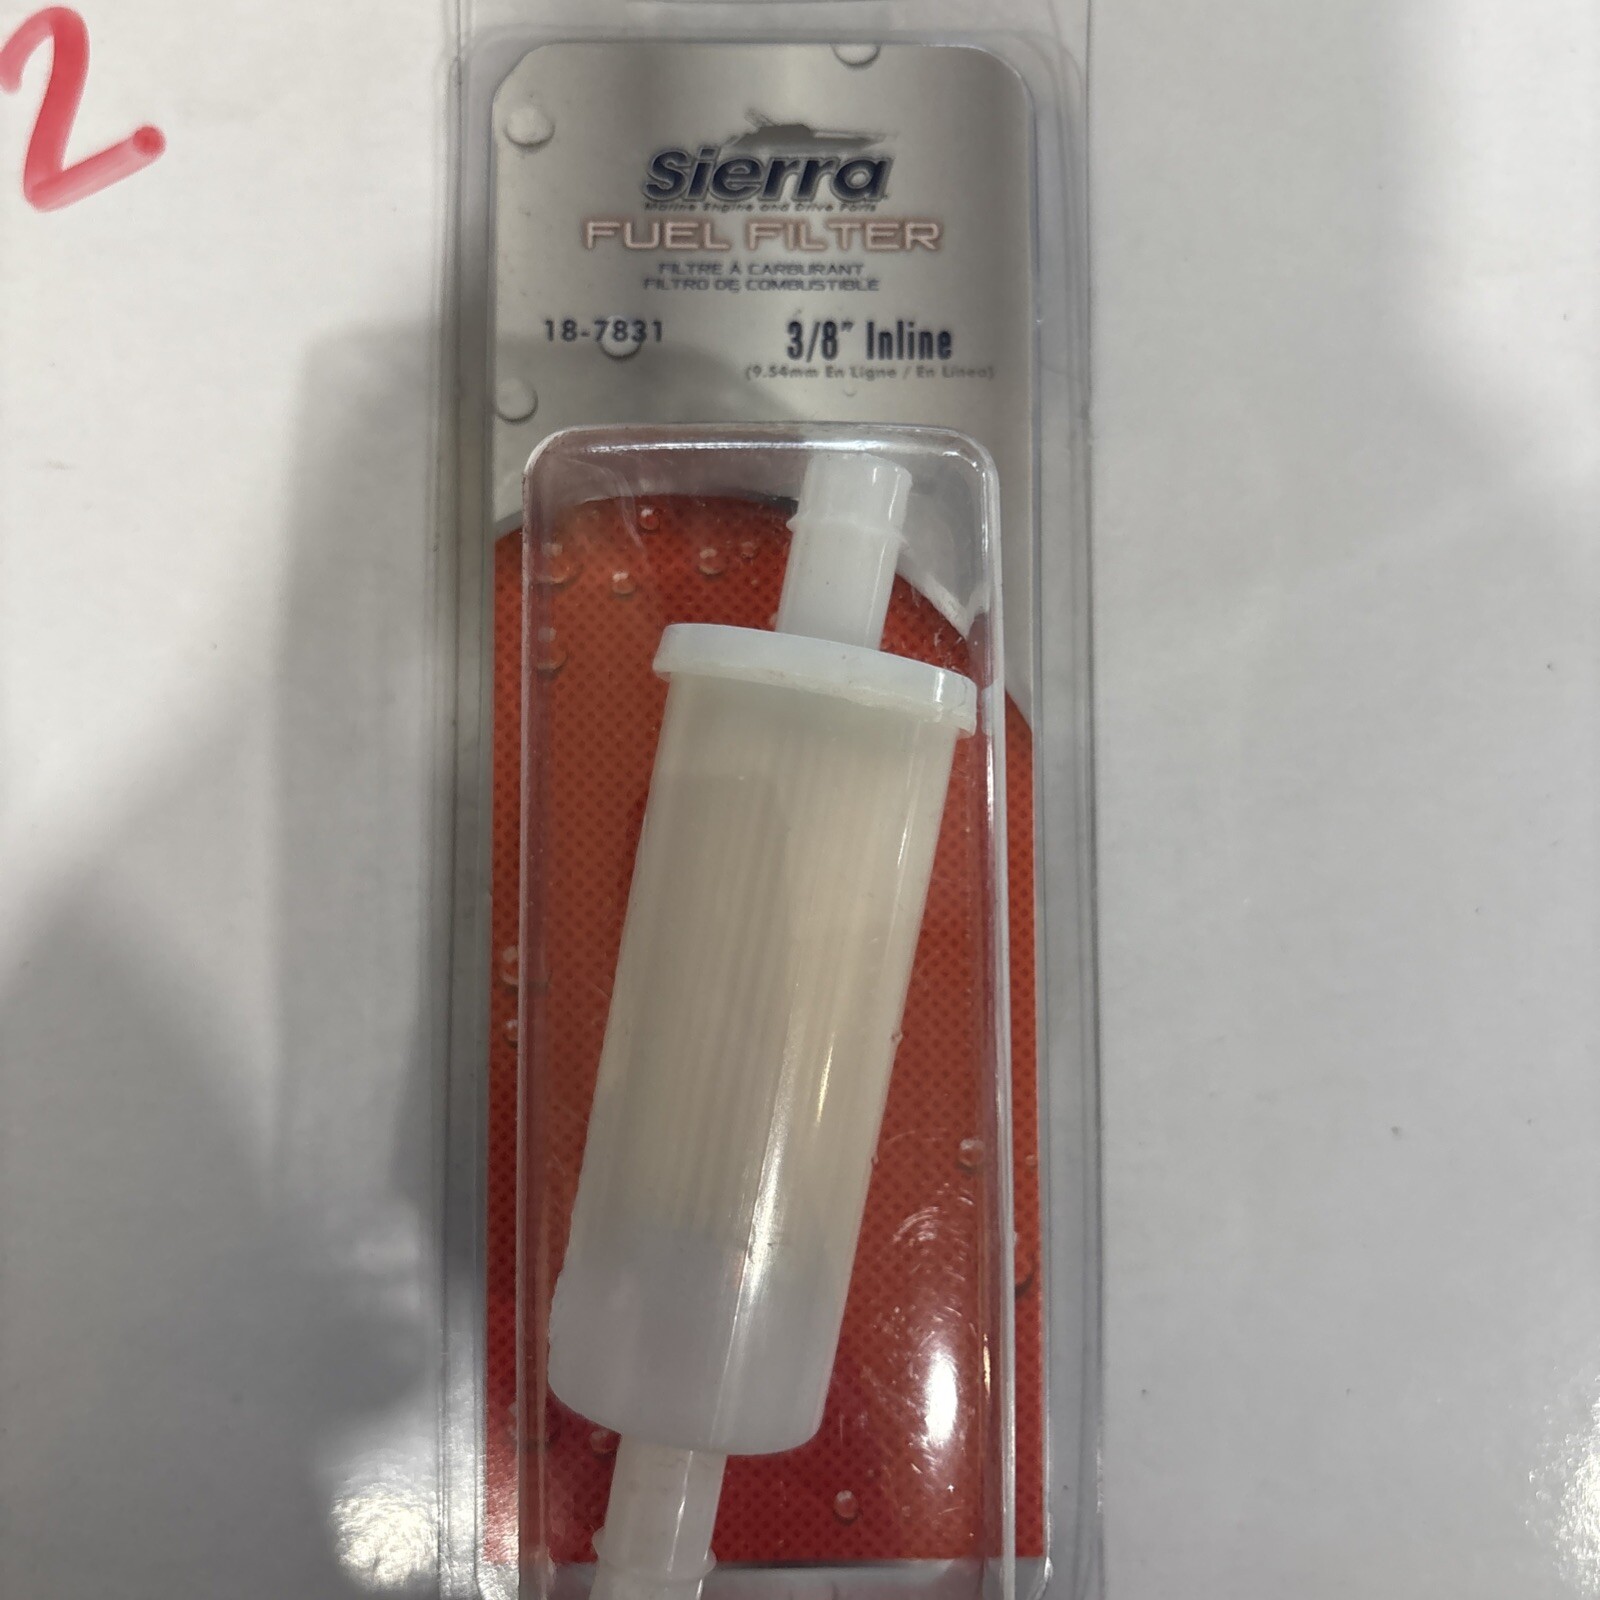 2
Sierra
Marine Engine and Drive Parts
FUEL FILTER
FILTRE À CARBURANT
FILTRO DE COMBUSTIBLE
18-7831
3/8" Inline
(9.54mm En Ligne / En Linea)